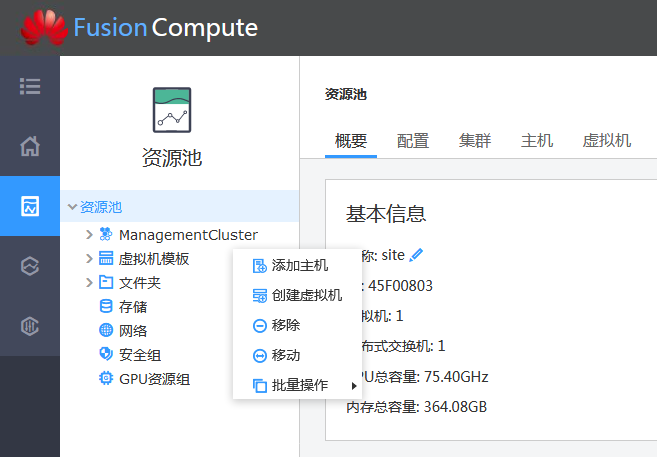 FusionCompute
资源池
资源池
ManagementCluster
虚拟机模板
文件夹
存储
网络
安全组
GPU资源组
添加主机
创建虚拟机
移除
移动
批量操作
资源池
概要 配置 集群 主机 虚拟机
基本信息
称: site
: 45F00803
拟机: 1
布式交换机: 1
PU总容量: 75.40GHz
内存总容量: 364.08GB